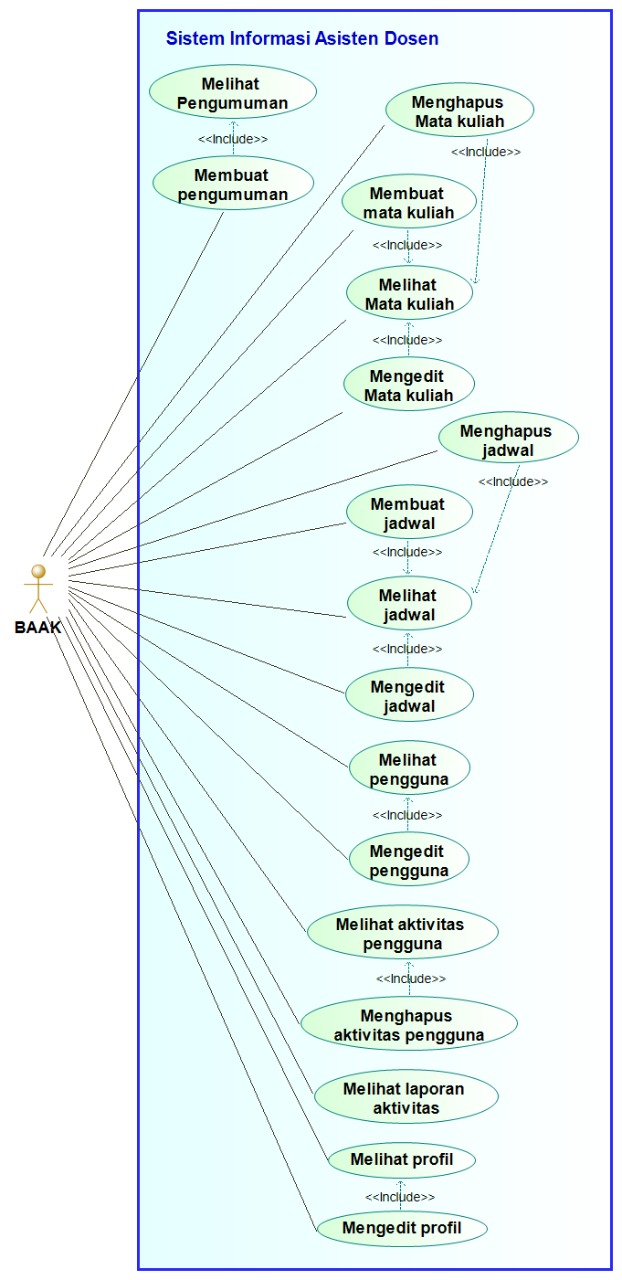 Sistem Informasi Asisten Dosen
Melihat
Pengumuman
<<Include>>
Membuat
pengumuman
Menghapus
Mata kuliah
<<Include>>
Membuat
mata kuliah
<<Include>>
Melihat
Mata kuliah
<<Include>>
Mengedit
Mata kuliah
Menghapus
jadwal
<<Include>>
Membuat
jadwal
<<Include>>
Melihat
jadwal
<<Include>>
Mengedit
jadwal
BAAK
Melihat
pengguna
<<Include>>
Mengedit
pengguna
Melihat aktivitas
pengguna
<<Include>>
Menghapus
aktivitas pengguna
Melihat laporan
aktivitas
Melihat profil
<<Include>>
Mengedit profil